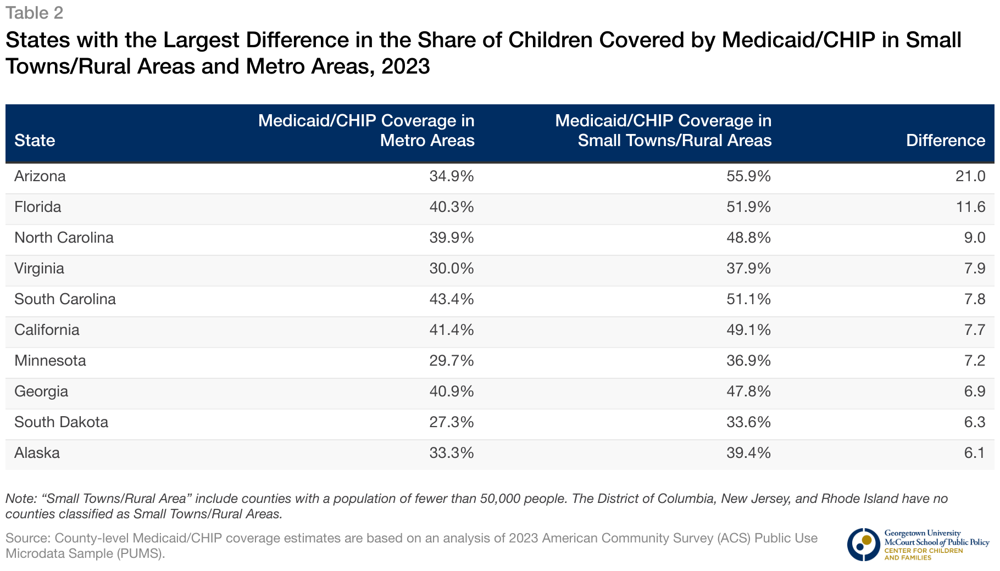 Table 2
States with the Largest Difference in the Share of Children Covered by Medicaid/CHIP in Small
Towns/Rural Areas and Metro Areas, 2023
State Medicaid/CHIP Coverage in Metro Areas Medicaid/CHIP Coverage in Small Towns/Rural Areas Difference
Arizona 34.9% 55.9% 21.0
Florida 40.3% 51.9% 11.6
North Carolina 39.9% 48.8% 9.0
Virginia 30.0% 37.9% 7.9
South Carolina 43.4% 51.1% 7.8
California 41.4% 49.1% 7.7
Minnesota 29.7% 36.9% 7.2
Georgia 40.9% 47.8% 6.9
South Dakota 27.3% 33.6% 6.3
Alaska 33.3% 39.4% 6.1
Note: “Small Towns/Rural Area” include counties with a population of fewer than 50,000 people. The District of Columbia, New Jersey, and Rhode Island have no
counties classified as Small Towns/Rural Areas.
Source: County-level Medicaid/CHIP coverage estimates are based on an analysis of 2023 American Community Survey (ACS) Public Use
Microdata Sample (PUMS).
Georgetown University
McCourt School of Public Policy
CENTER FOR CHILDREN
AND FAMILIES